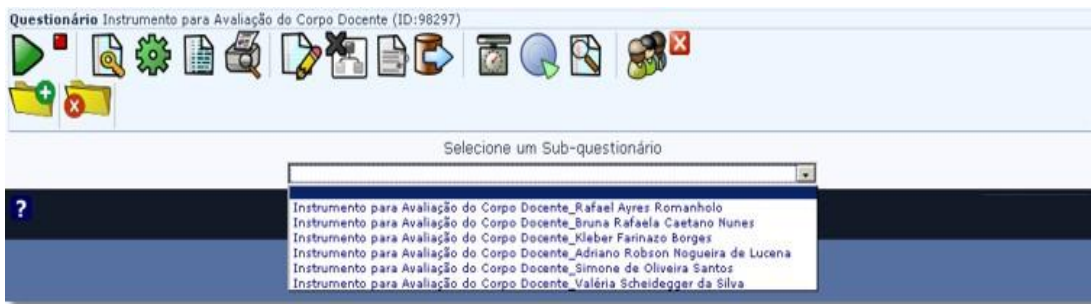 Questionário Instrumento para Avaliação do Corpo Docente (ID:98297)
Selecione um Sub-questionário
?
Instrumento para Avaliação do Corpo Docente_Rafael Ayres Romanholo
Instrumento para Avaliação do Corpo Docente_Bruna Rafaela Caetano Nunes
Instrumento para Avaliação do Corpo Docente_Kleber Farinazo Borges
Instrumento para Avaliação do Corpo Docente_Adriano Robson Nogueira de Lucena
Instrumento para Avaliação do Corpo Docente_Simone de Oliveira Santos
Instrumento para Avaliação do Corpo Docente_Valéria Scheidegger da Silva